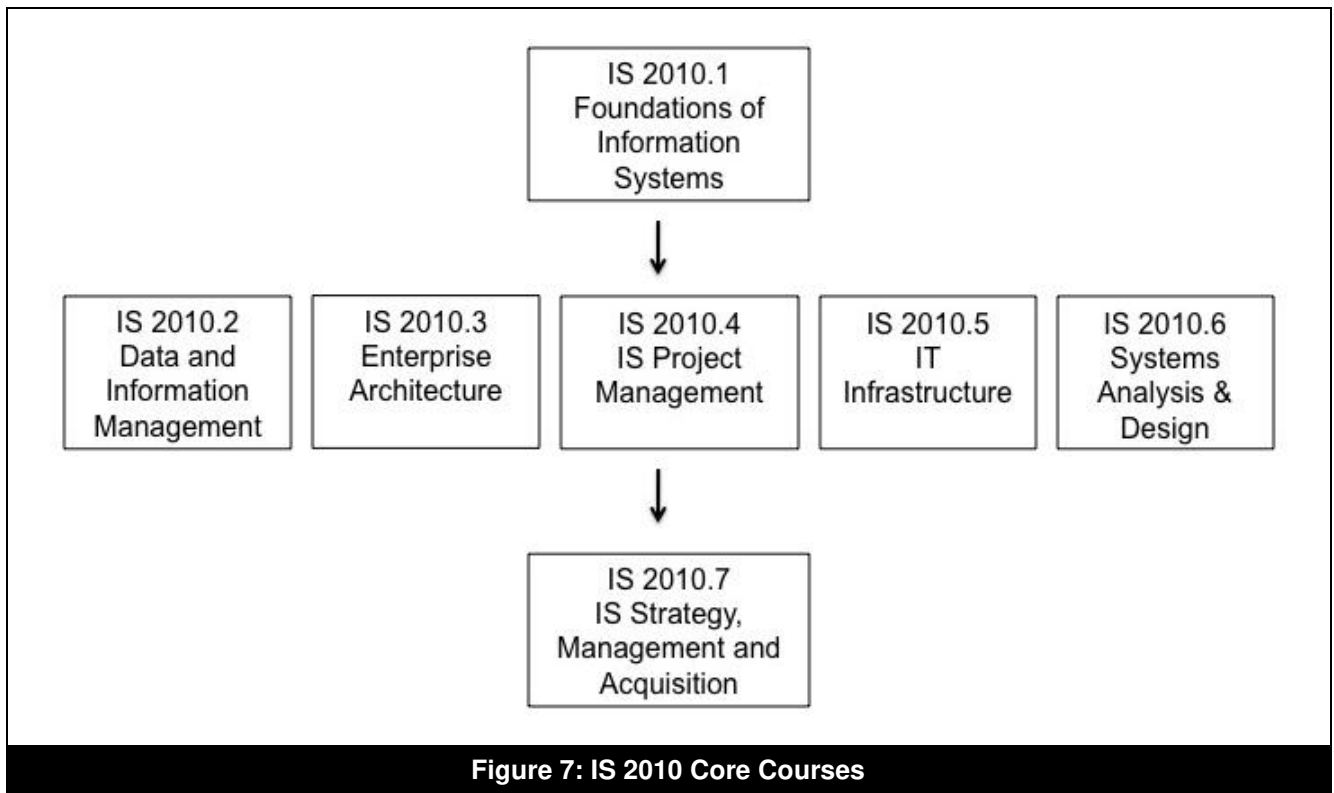 IS 2010.1
Foundations of
Information
Systems
IS 2010.2
Data and
Information
Management
IS 2010.3
Enterprise
Architecture
IS 2010.4
IS Project
Management
IS 2010.5
IT
Infrastructure
IS 2010.6
Systems
Analysis &
Design
IS 2010.7
IS Strategy,
Management and
Acquisition
Figure 7: IS 2010 Core Courses